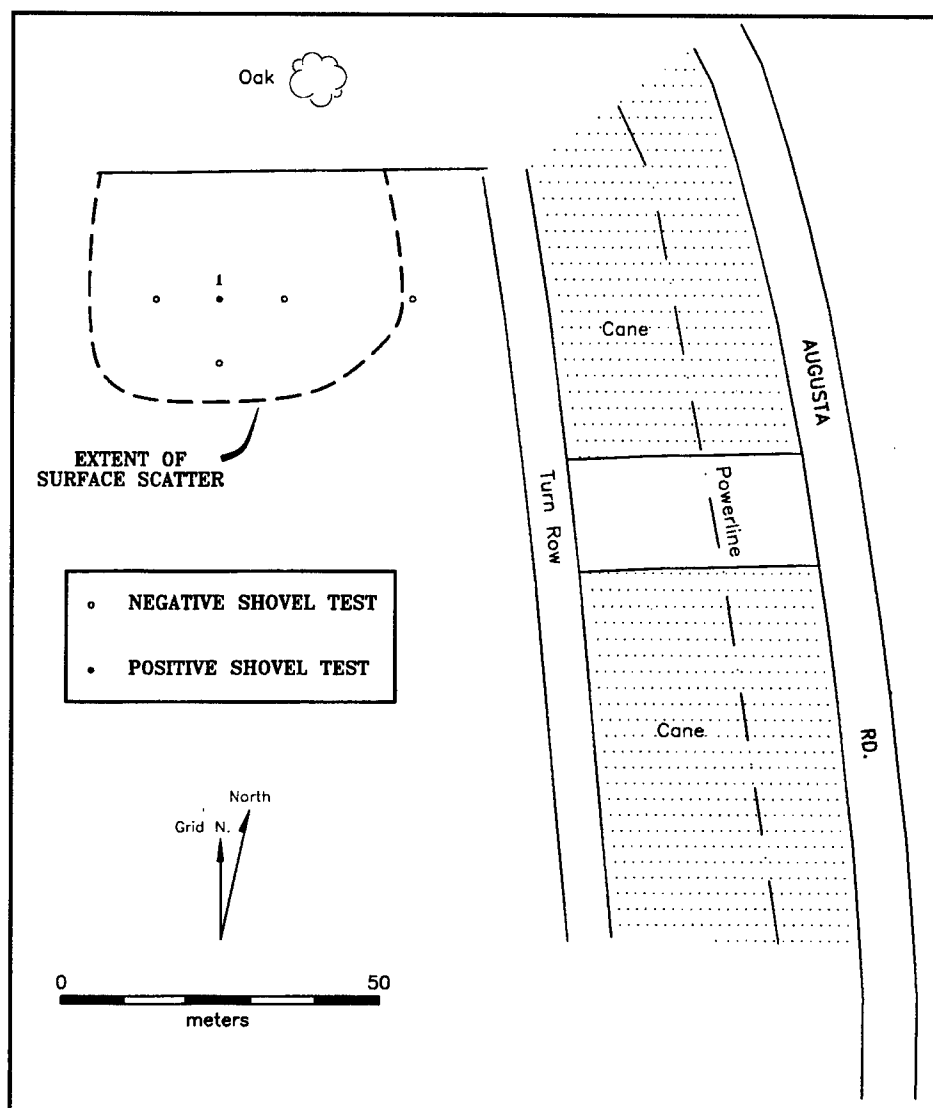 Oak
1
Cane
AUGUSTA
EXTENT OF
SURFACE SCATTER
Turn Row
Powerline
NEGATIVE SHOVEL TEST
POSITIVE SHOVEL TEST
Cane
RD.
North
Grid N.
0 50
meters